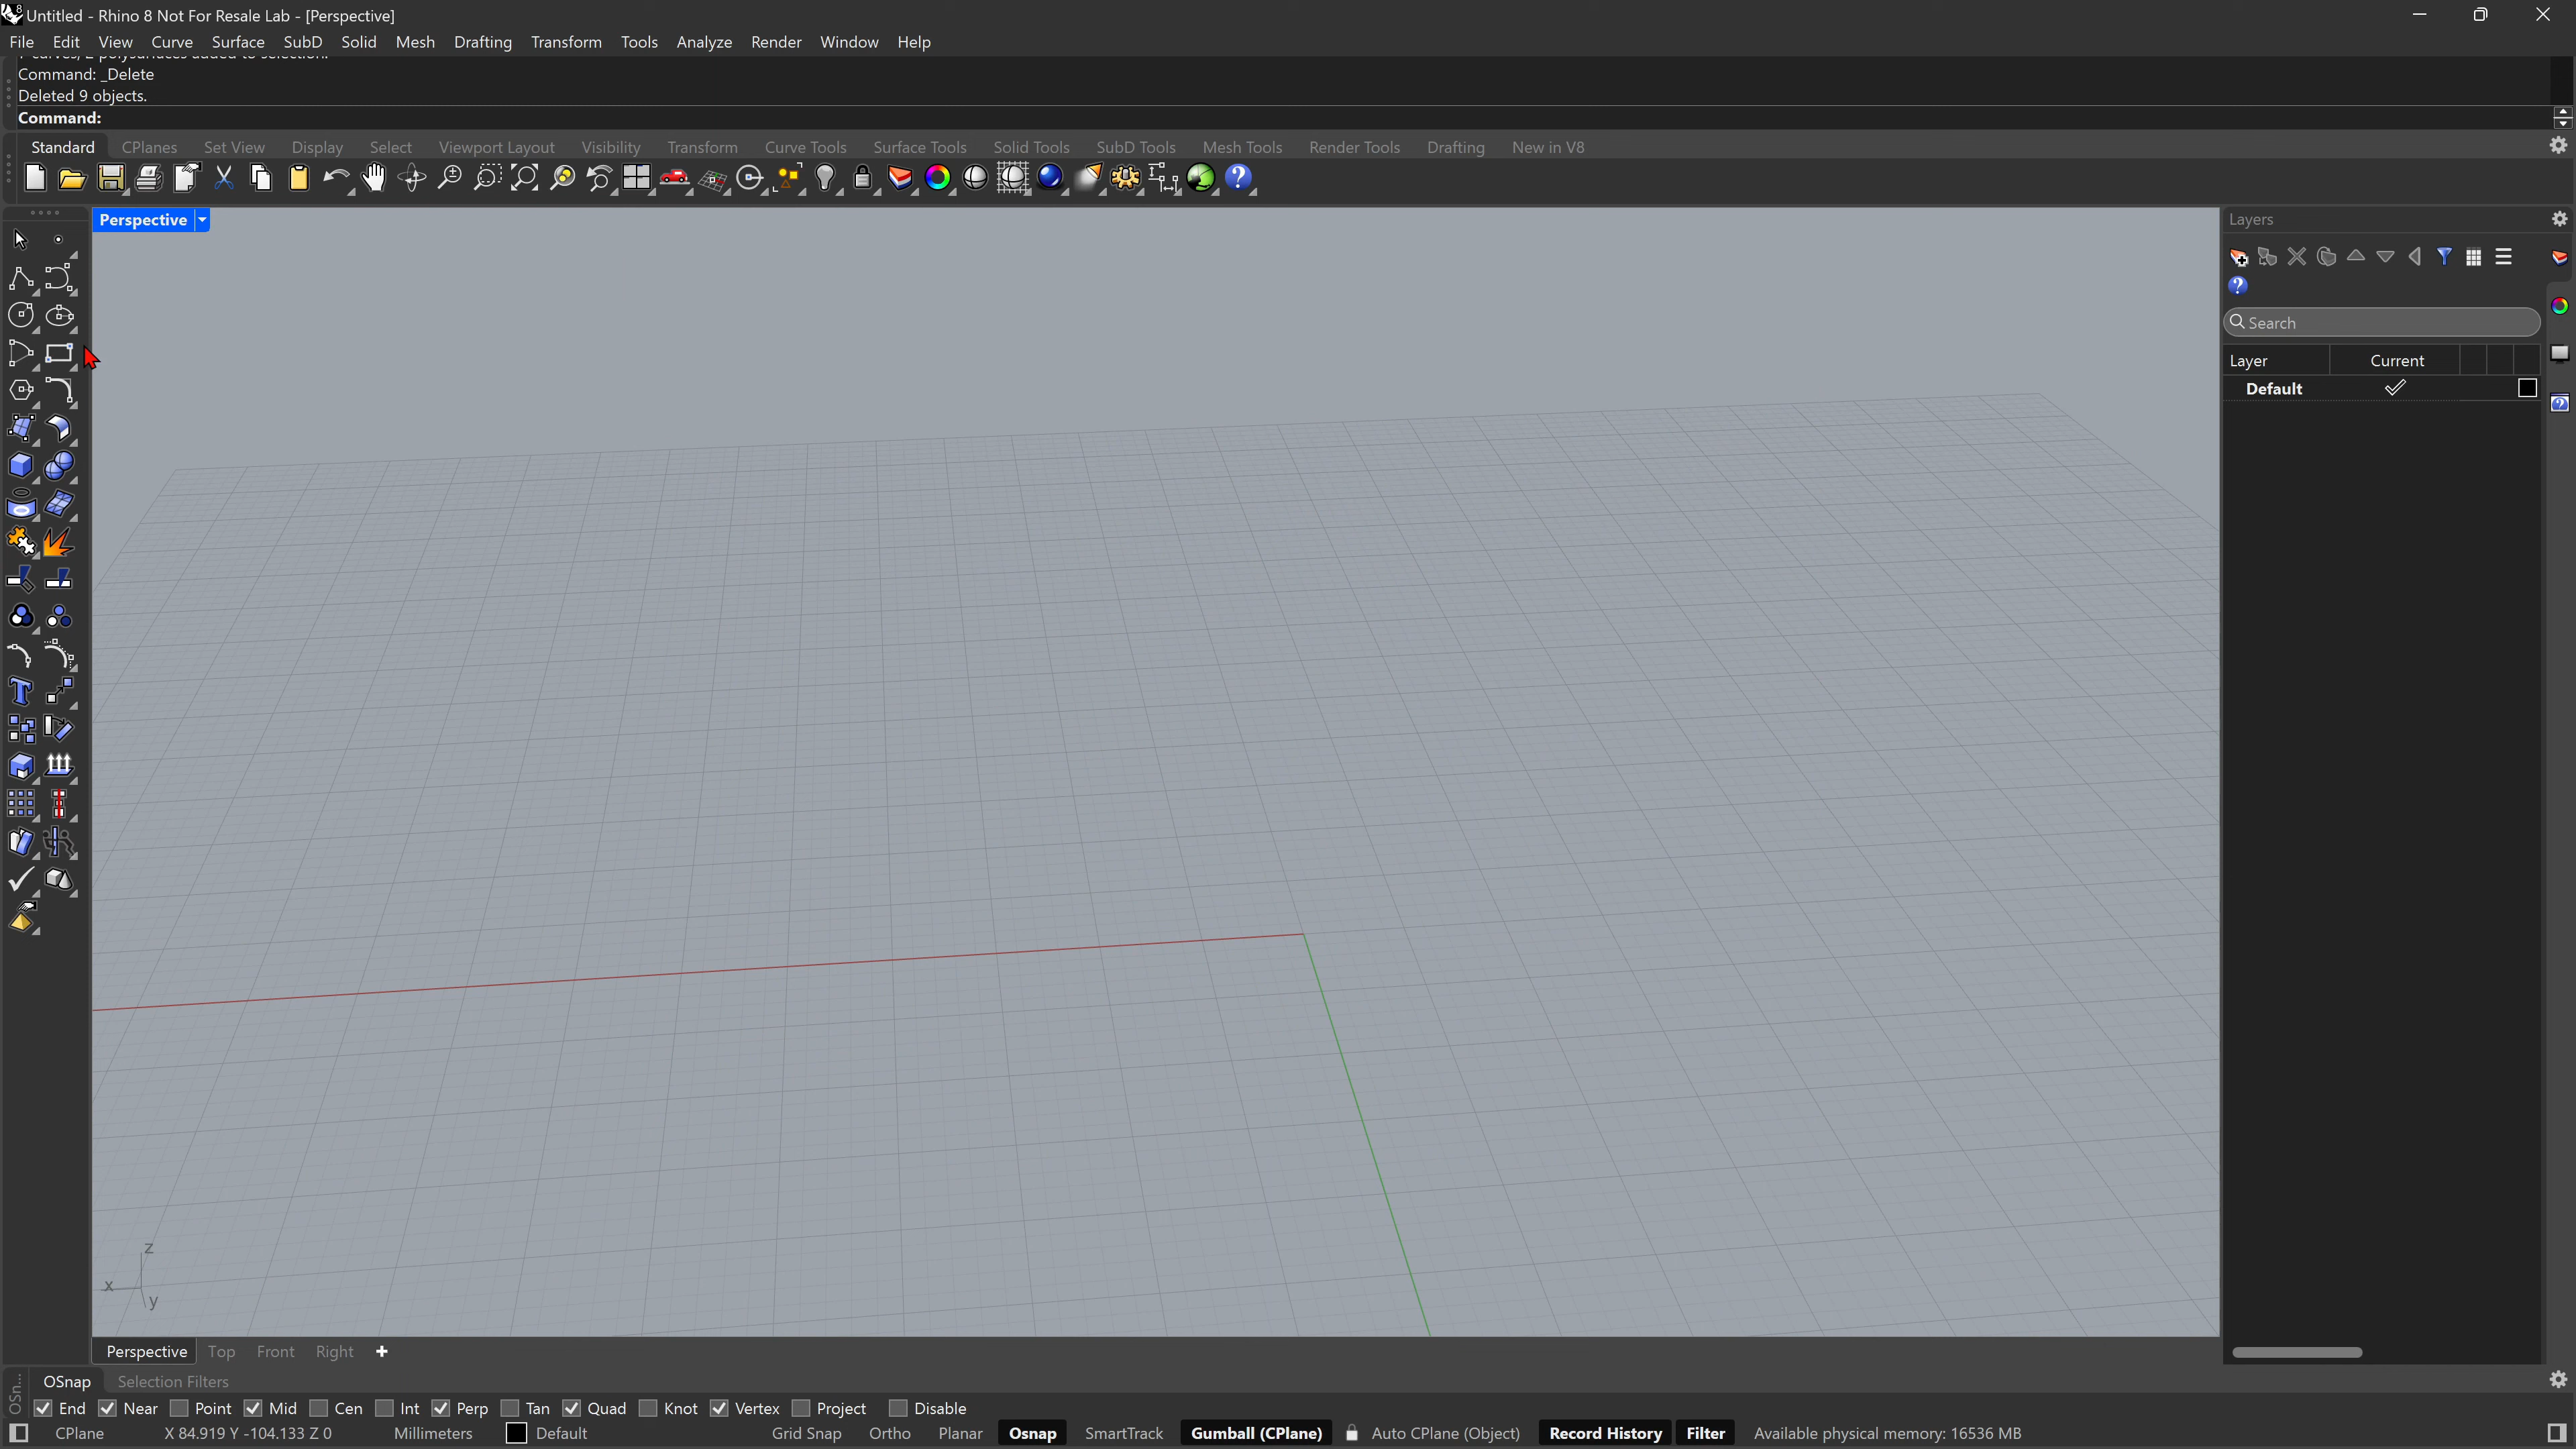 Untitled - Rhino 8 Not For Resale Lab - [Perspective]
File Edit View Curve Surface SubD Solid Mesh Drafting Transform Tools Analyze Render Window Help
Command: _Delete
Deleted 9 objects.
Command:
Standard CPlanes Set View Display Select Viewport Layout Visibility Transform Curve Tools Surface Tools Solid Tools SubD Tools Mesh Tools Render Tools Drafting New in V8
Perspective
Layers
Search
Layer Current
Default
z
x
y
Perspective Top Front Right
OSn...
OSnap Selection Filters
End Near Point Mid Cen Int Perp Tan Quad Knot Vertex Project Disable
CPlane X 84.919 Y -104.133 Z 0 Millimeters Default Grid Snap Ortho Planar Osnap SmartTrack Gumball (CPlane) Auto CPlane (Object) Record History Filter Available physical memory: 16536 MB